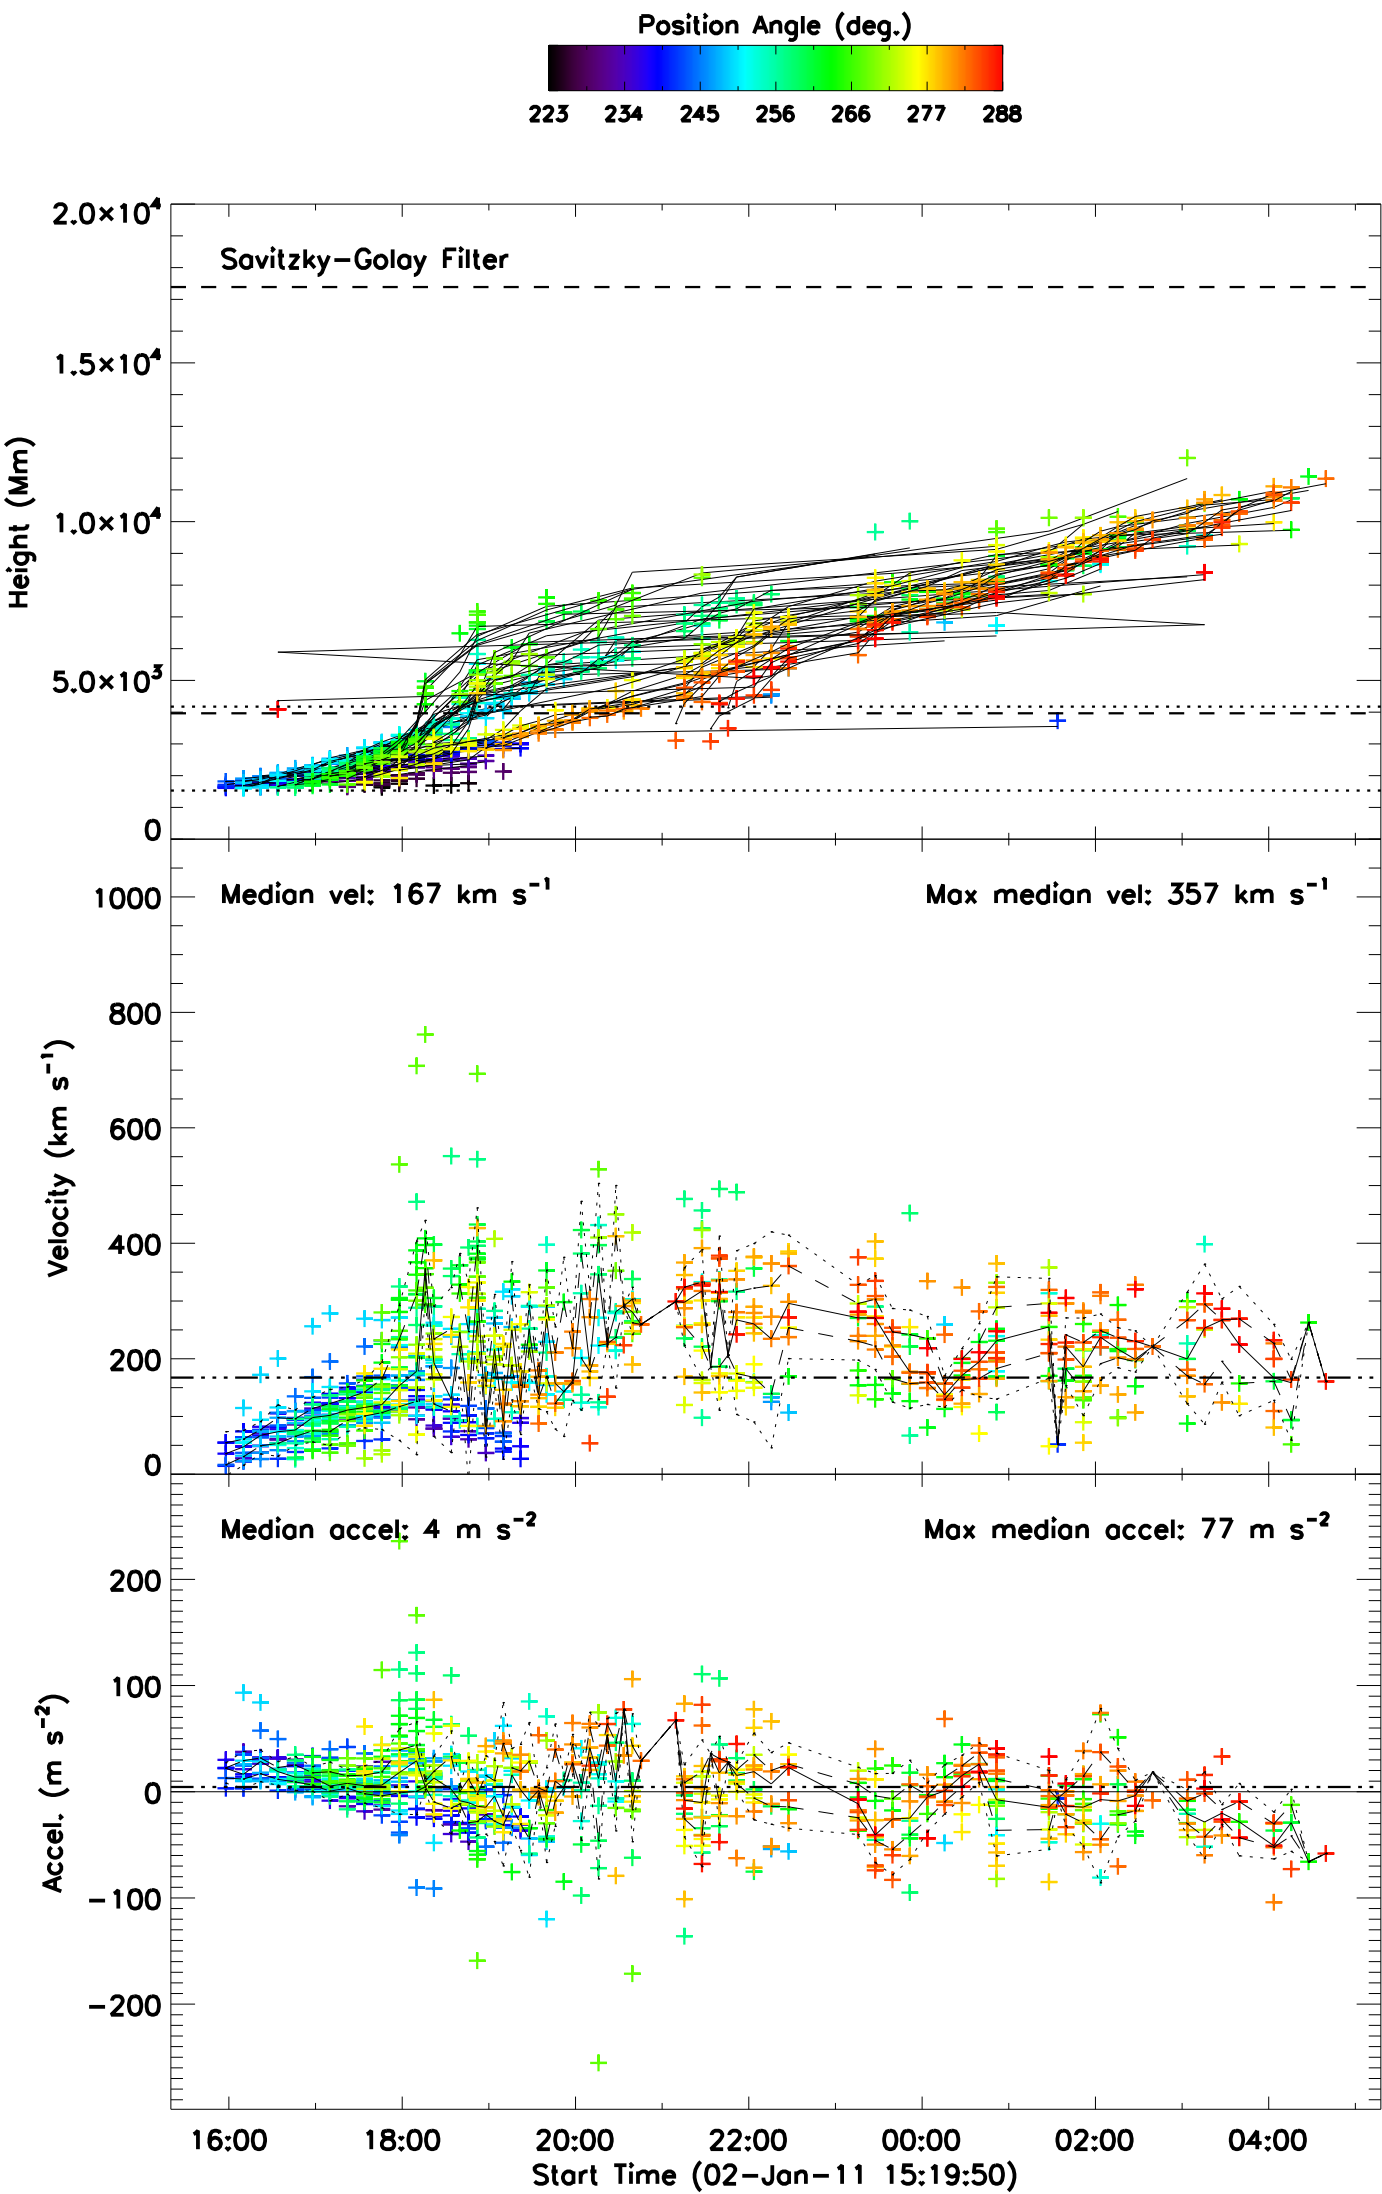 Position Angle (deg.)
223 234 245 256 266 277 288
2.0×10⁴
Savitzky-Golay Filter
1.5×10⁴
Height (Mm)
1.0×10⁴
5.0×10³
0
Median vel: 167 km s⁻¹ Max median vel: 357 km s⁻¹
1000
800
Velocity (km s⁻¹)
600
400
200
0
Median accel: 4 m s⁻² Max median accel: 77 m s⁻²
200
100
Accel. (m s⁻²)
0
-100
-200
16:00 18:00 20:00 22:00 00:00 02:00 04:00
Start Time (02-Jan-11 15:19:50)